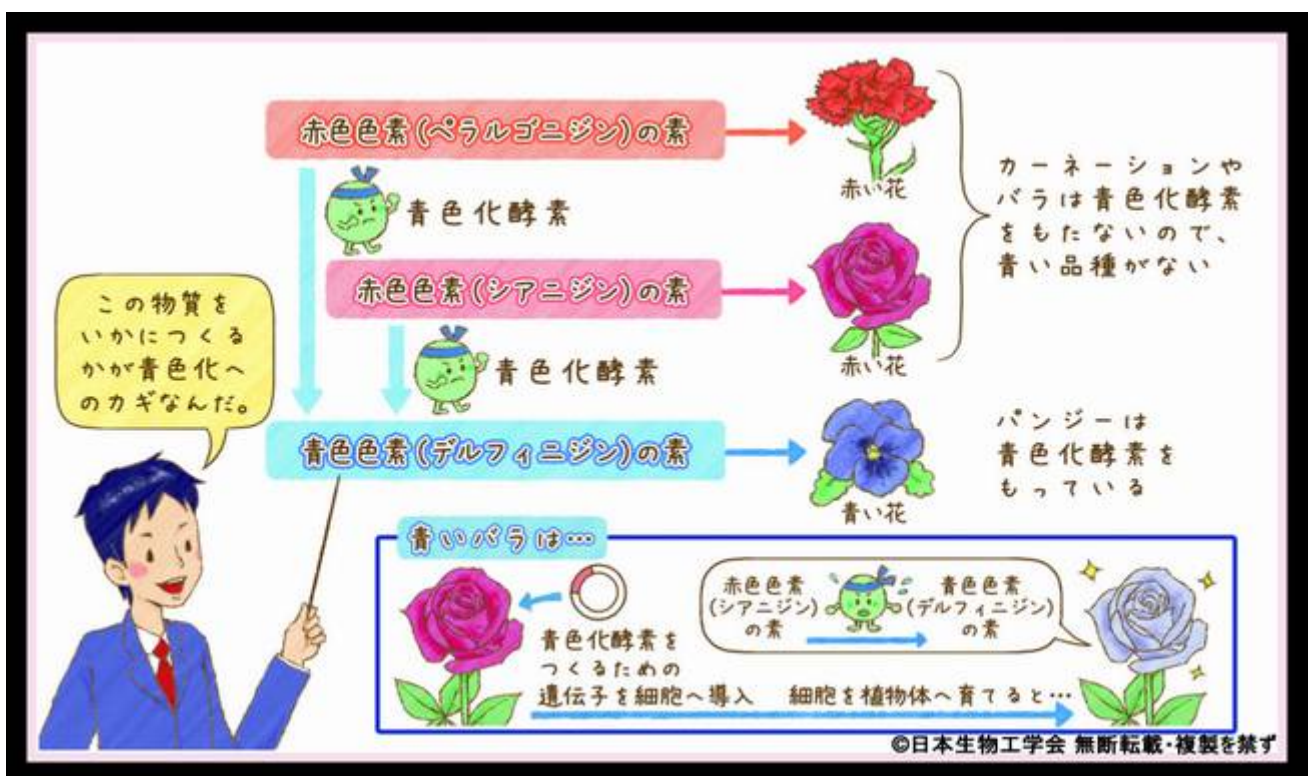 赤色色素(ペラルゴニジン)の素
赤い花
青色化酵素
カーネーションや
バラは青色化酵素
をもたないので、
青い品種がない
赤色色素(シアニジン)の素
赤い花
青色化酵素
この物質を
いかにつくる
かが青色化へ
のカギなんだ。
青色色素(デルフィニジン)の素
青い花
パンジーは
青色化酵素を
もっている
青いバラは…
青色化酵素を
つくるための
遺伝子を細胞へ導入
赤色色素
(シアニジン)
の素
青色色素
(デルフィニジン)
の素
細胞を植物体へ育てると…
©日本生物工学会 無断転載・複製を禁ず